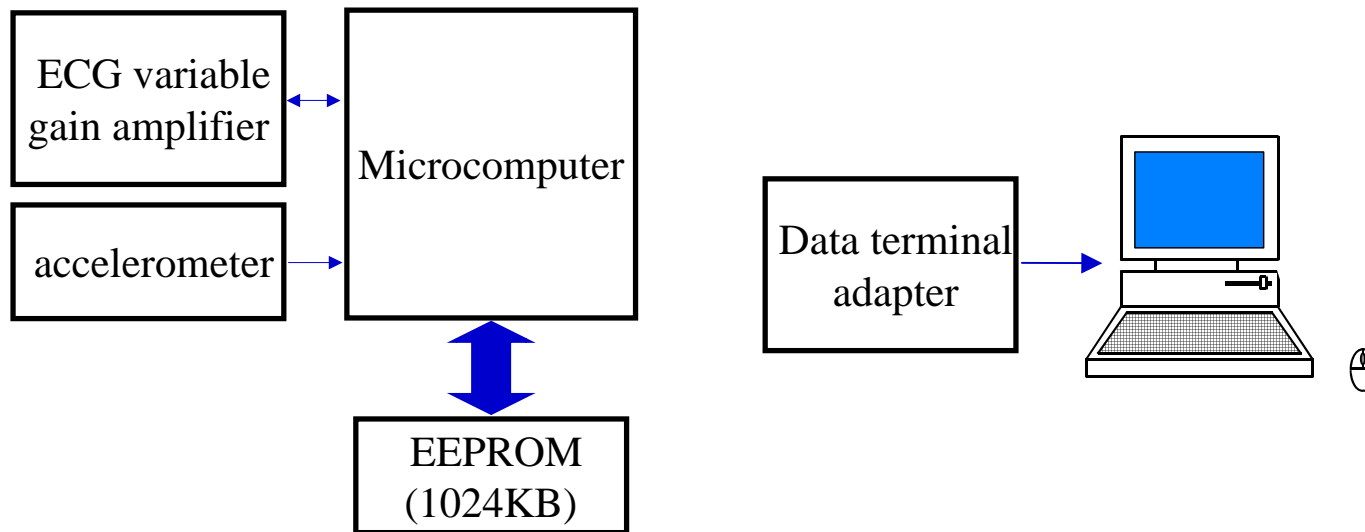 ECG variable
gain amplifier
accelerometer
Microcomputer
EEPROM
(1024KB)
Data terminal
adapter